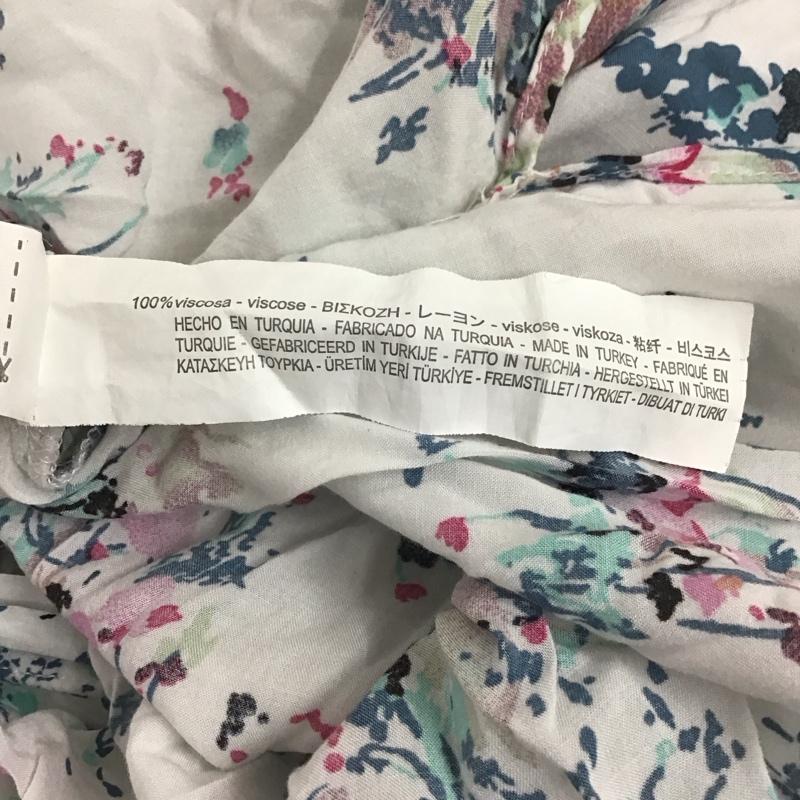 100% viscosa - viscose - ΒΙΣΚΟΖΗ - レーヨン - viskose - viskoza - 粘纤 - 비스코스
HECHO EN TURQUIA - FABRICADO NA TURQUIA - MADE IN TURKEY - FABRIQUÉ EN
TURQUIE - GEFABRICEERD IN TURKIJE - FATTO IN TURCHIA - HERGESTELLT IN TÜRKEI
ΚΑΤΑΣΚΕΥΗ ΤΟΥΡΚΙΑ - ÜRETİM YERİ TÜRKİYE - FREMSTILLET I TYRKIET - DIBUAT DI TURKI